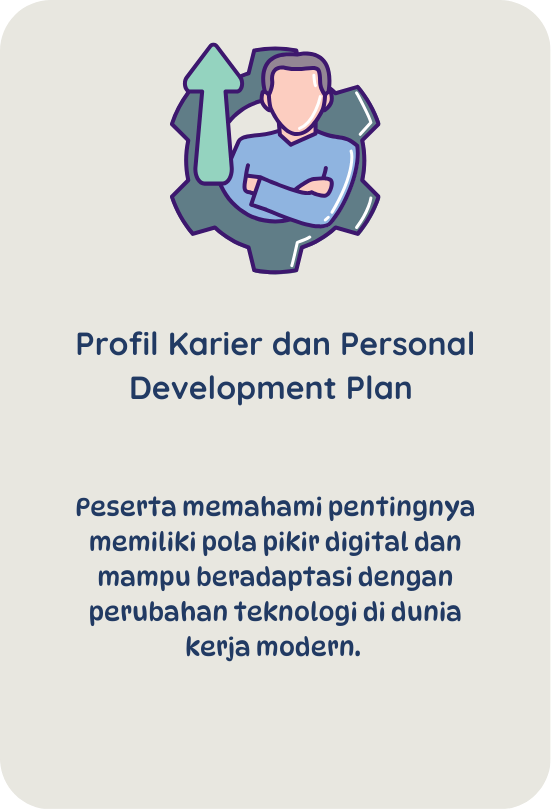 Profil Karier dan Personal
Development Plan
Peserta memahami pentingnya
memiliki pola pikir digital dan
mampu beradaptasi dengan
perubahan teknologi di dunia
kerja modern.